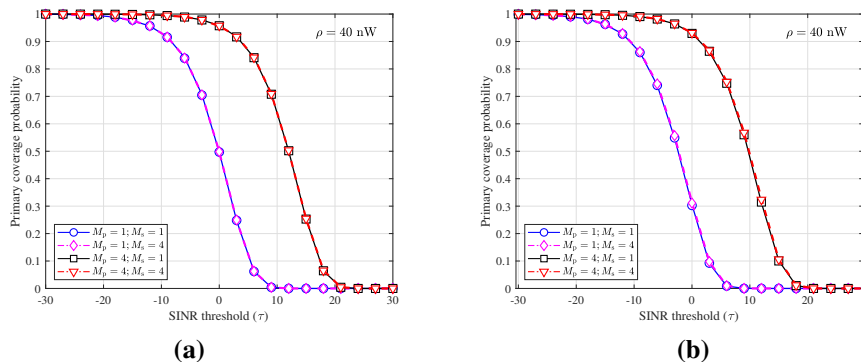 1
0.9
0.8
0.7
0.6
0.5
0.4
0.3
0.2
0.1
0
Primary coverage probability
ρ = 40 nW
M_p = 1; M_s = 1
M_p = 1; M_s = 4
M_p = 4; M_s = 1
M_p = 4; M_s = 4
-30 -20 -10 0 10 20 30
SINR threshold (τ)
(a)
1
0.9
0.8
0.7
0.6
0.5
0.4
0.3
0.2
0.1
0
Primary coverage probability
ρ = 40 nW
M_p = 1; M_s = 1
M_p = 1; M_s = 4
M_p = 4; M_s = 1
M_p = 4; M_s = 4
-30 -20 -10 0 10 20
SINR threshold (τ)
(b)